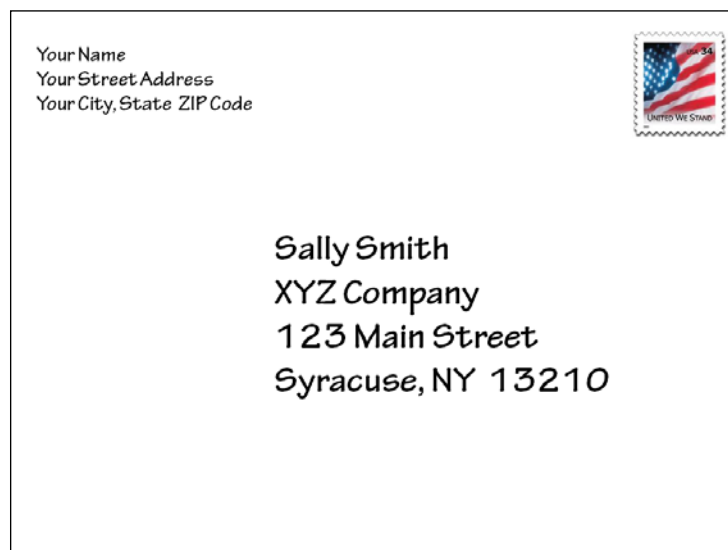 Your Name
Your Street Address
Your City, State ZIP Code
USA 34
UNITED WE STAND
Sally Smith
XYZ Company
123 Main Street
Syracuse, NY 13210